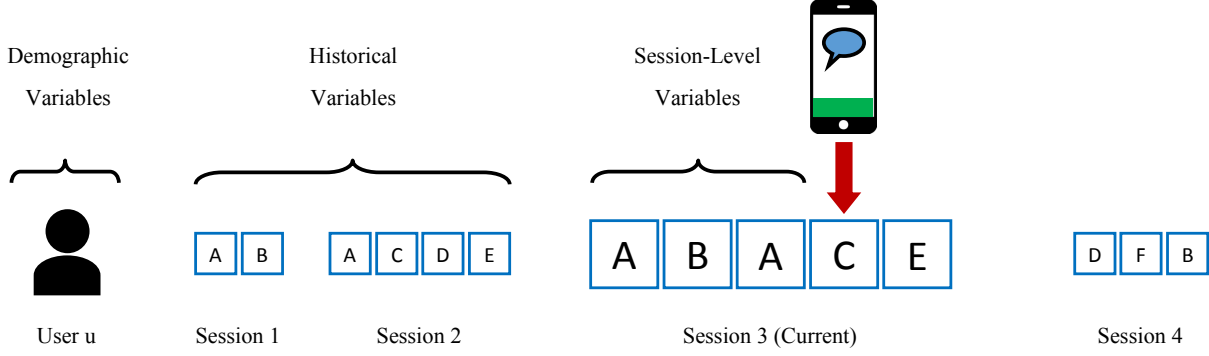 Demographic
Variables
Historical
Variables
Session-Level
Variables
A B
A C D E
A B A C E
D F B
User u
Session 1
Session 2
Session 3 (Current)
Session 4